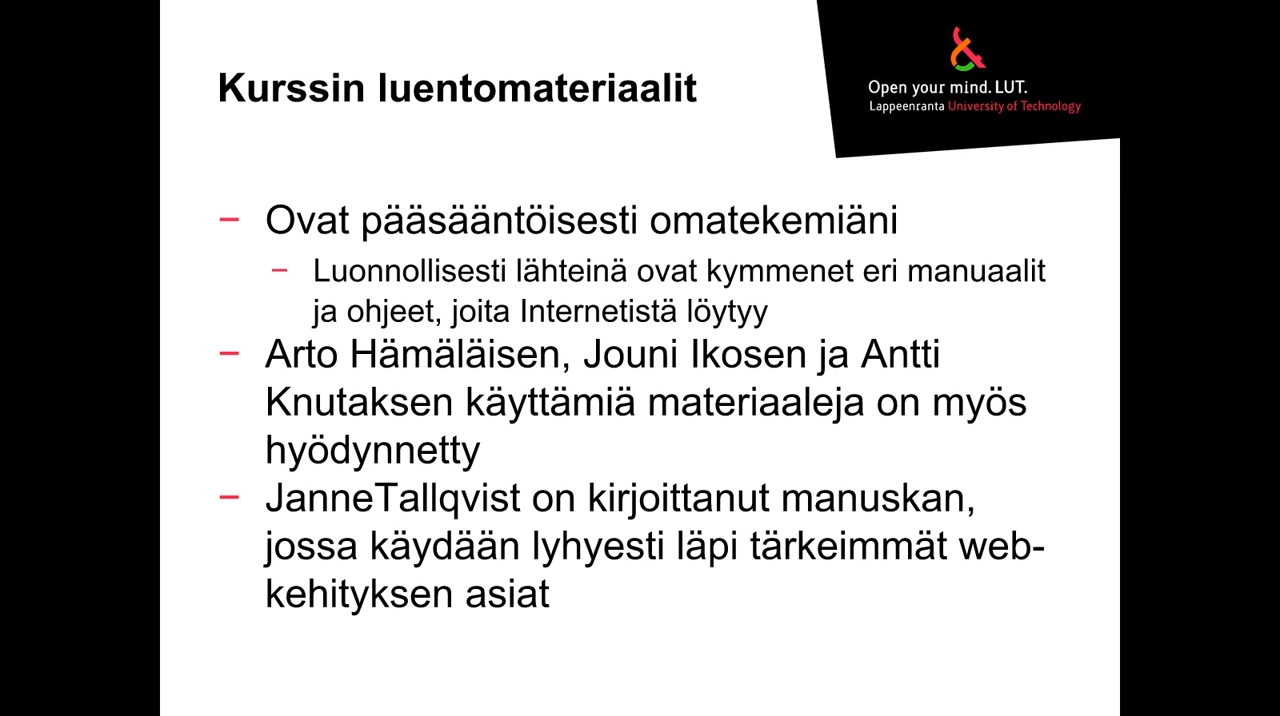 Kurssin luentomateriaalit
Open your mind. LUT.
Lappeenranta University of Technology
– Ovat pääsääntöisesti omatekemiäni
– Luonnollisesti lähteinä ovat kymmenet eri manuaalit
ja ohjeet, joita Internetistä löytyy
– Arto Hämäläisen, Jouni Ikosen ja Antti
Knutaksen käyttämiä materiaaleja on myös
hyödynnetty
– JanneTallqvist on kirjoittanut manuskan,
jossa käydään lyhyesti läpi tärkeimmät web-
kehityksen asiat